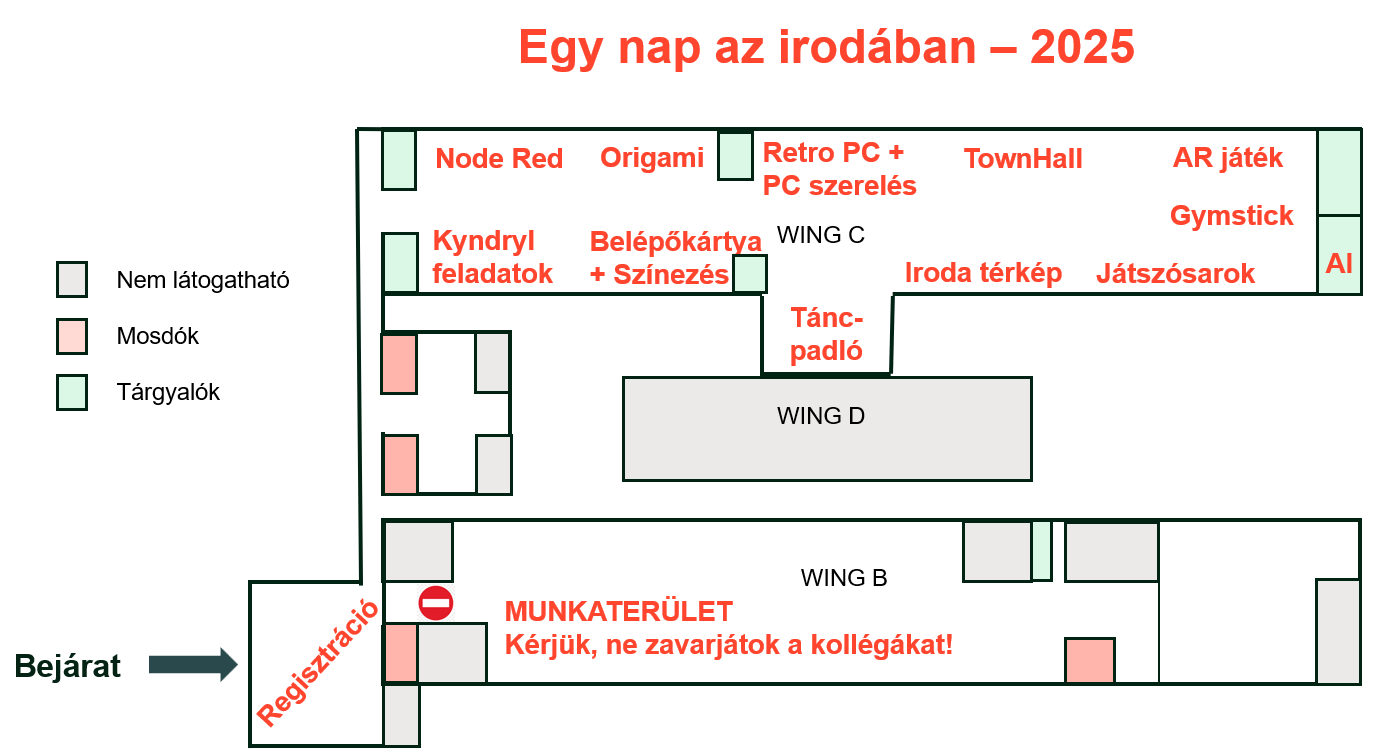 Egy nap az irodában – 2025
Node Red
Origami
Retro PC +
PC szerelés
TownHall
AR játék
Gymstick
Kyndryl
feladatok
Belépőkártya
+ Színezés
WING C
Iroda térkép
Játszósarok
AI
Nem látogatható
Mosdók
Tárgyalók
Tánc-
padló
WING D
WING B
MUNKATERÜLET
Kérjük, ne zavarjátok a kollégákat!
Bejárat
Regisztráció